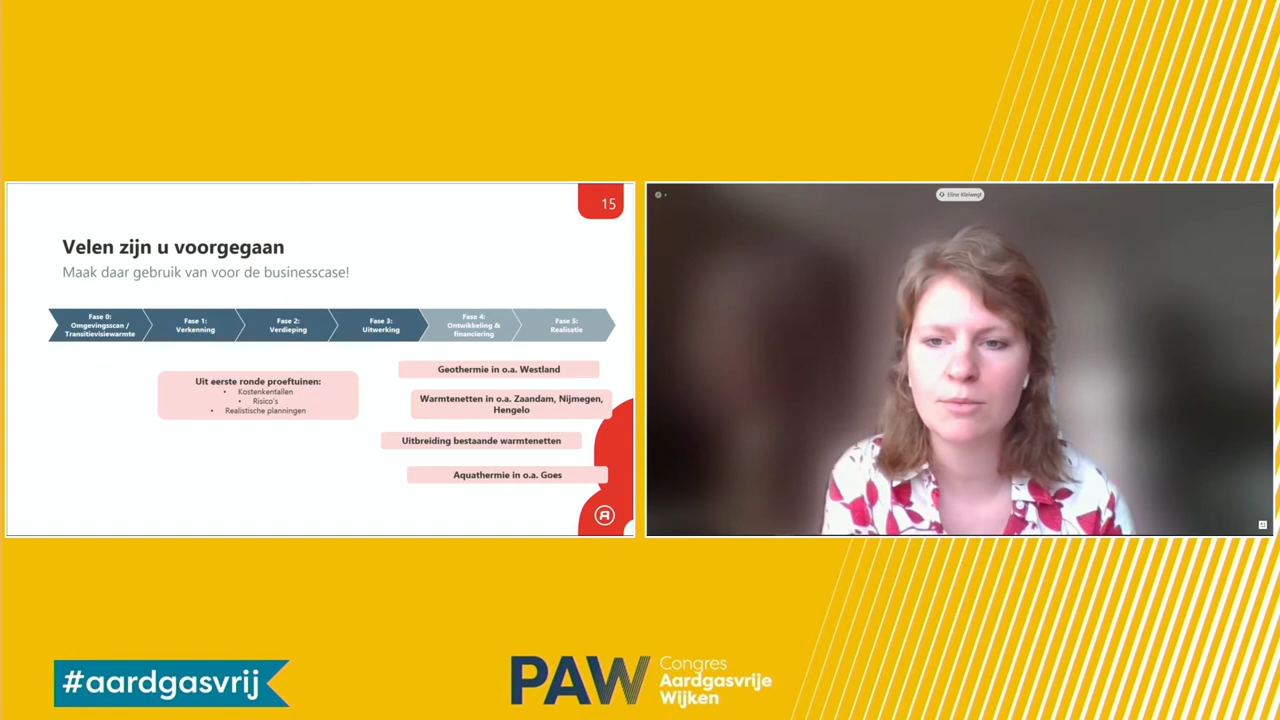 15
Velen zijn u voorgegaan
Maak daar gebruik van voor de businesscase!
Fase 0:
Omgevingsscan /
Transitievisiewarmte
Fase 1:
Verkenning
Fase 2:
Verdieping
Fase 3:
Uitwerking
Fase 4:
Ontwikkeling &
financiering
Fase 5:
Realisatie
Uit eerste ronde proeftuinen:
• Kostenkentallen
• Risico's
• Realistische planningen
Geothermie in o.a. Westland
Warmtenetten in o.a. Zaandam, Nijmegen,
Hengelo
Uitbreiding bestaande warmtenetten
Aquathermie in o.a. Goes
Eline Kleiwegt
#aardgasvrij
PAW
Congres
Aardgasvrije
Wijken